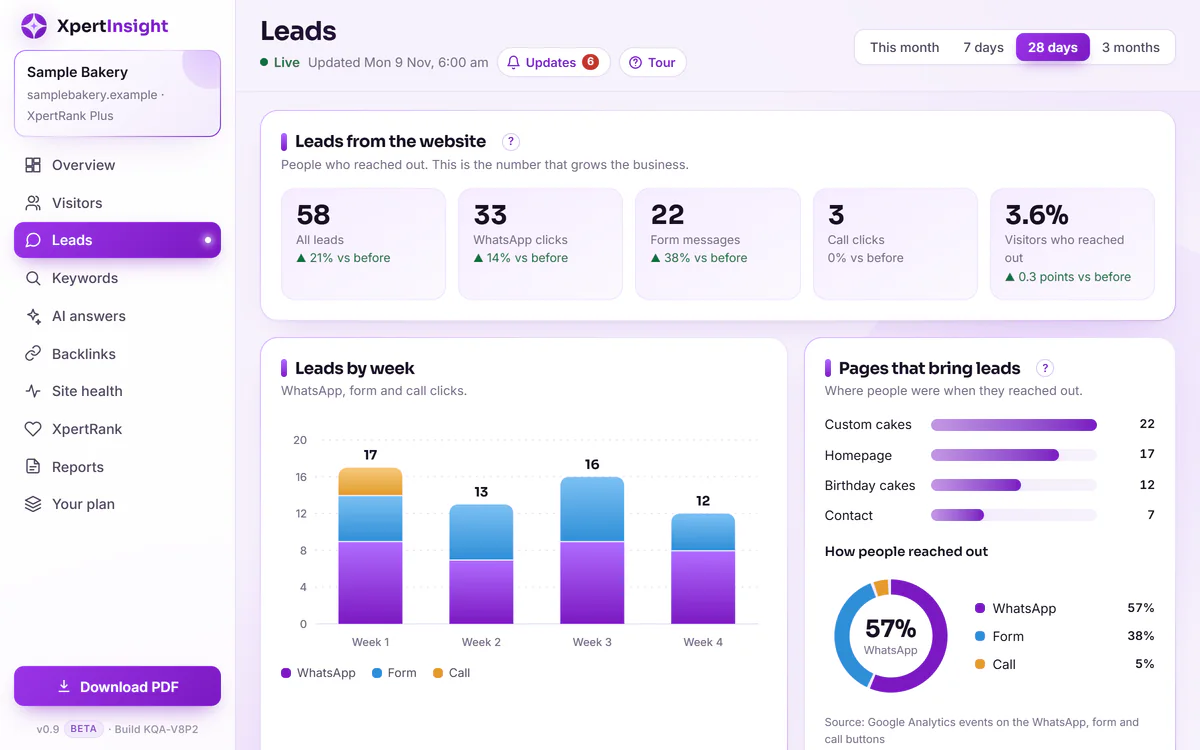 XpertInsight
Sample Bakery
samplebakery.example ·
XpertRank Plus
Overview
Visitors
Leads
Keywords
AI answers
Backlinks
Site health
XpertRank
Reports
Your plan
Download PDF
v0.9 BETA · Build KQA-V8P2
Leads
Live Updated Mon 9 Nov, 6:00 am Updates 6 Tour
This month 7 days 28 days 3 months
Leads from the website ?
People who reached out. This is the number that grows the business.
58
All leads
▲ 21% vs before
33
WhatsApp clicks
▲ 14% vs before
22
Form messages
▲ 38% vs before
3
Call clicks
0% vs before
3.6%
Visitors who reached
out
▲ 0.3 points vs before
Leads by week
WhatsApp, form and call clicks.
20
16
12
8
4
0
17
13
16
12
Week 1 Week 2 Week 3 Week 4
WhatsApp Form Call
Pages that bring leads ?
Where people were when they reached out.
Custom cakes 22
Homepage 17
Birthday cakes 12
Contact 7
How people reached out
57%
WhatsApp
WhatsApp 57%
Form 38%
Call 5%
Source: Google Analytics events on the WhatsApp, form and
call buttons